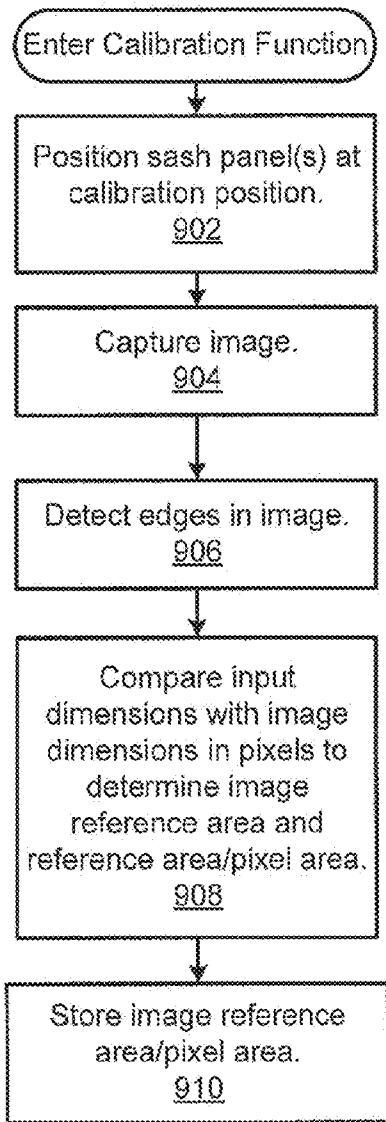 Enter Calibration Function
Position sash panel(s) at
calibration position.
902
Capture image.
904
Detect edges in image.
906
Compare input
dimensions with image
dimensions in pixels to
determine image
reference area and
reference area/pixel area.
908
Store image reference
area/pixel area.
910